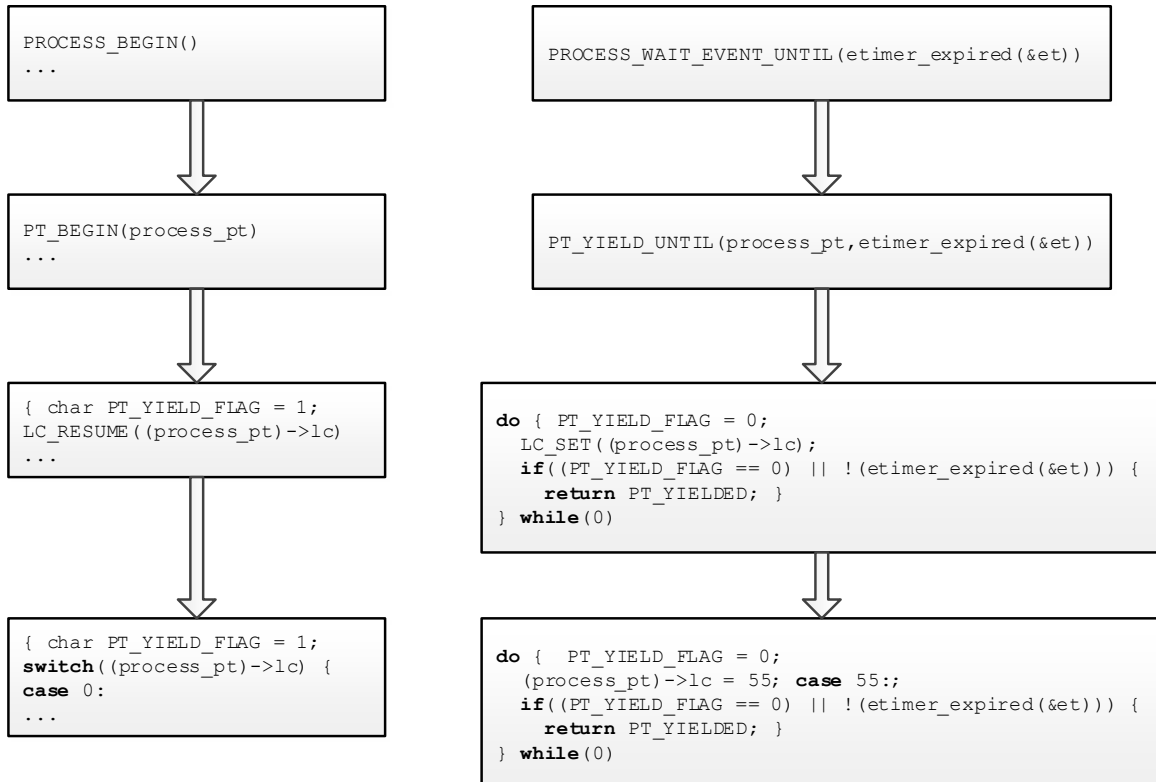 PROCESS_BEGIN()
...
PT_BEGIN(process_pt)
...
{ char PT_YIELD_FLAG = 1;
LC_RESUME((process_pt)->lc)
...
{ char PT_YIELD_FLAG = 1;
switch((process_pt)->lc) {
case 0:
...
PROCESS_WAIT_EVENT_UNTIL(etimer_expired(&et))
PT_YIELD_UNTIL(process_pt,etimer_expired(&et))
do { PT_YIELD_FLAG = 0;
LC_SET((process_pt)->lc);
if((PT_YIELD_FLAG == 0) || !(etimer_expired(&et))) {
return PT_YIELDED; }
} while(0)
do { PT_YIELD_FLAG = 0;
(process_pt)->lc = 55; case 55:;
if((PT_YIELD_FLAG == 0) || !(etimer_expired(&et))) {
return PT_YIELDED; }
} while(0)